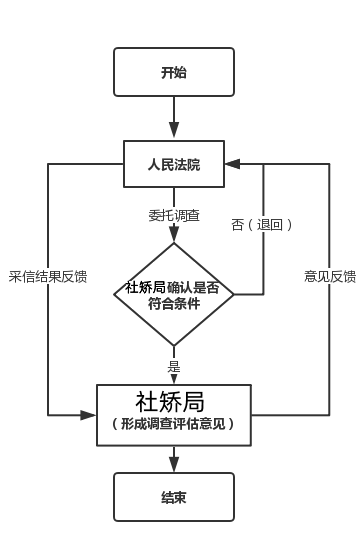 开始
人民法院
委托调查
否（退回）
采信结果反馈
意见反馈
社矫局确认是否
符合条件
是
社矫局
（形成调查评估意见）
结束